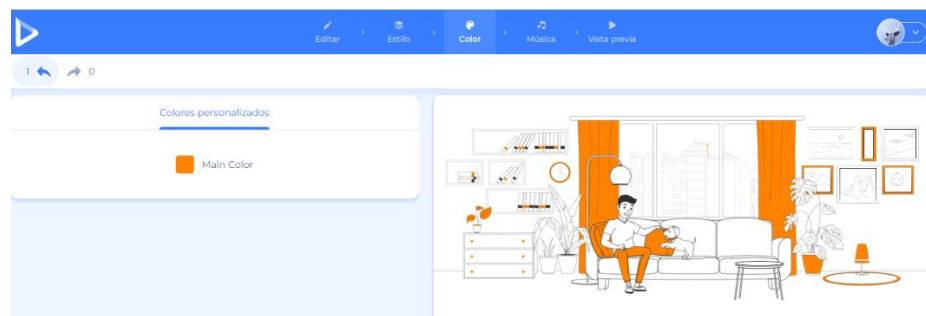 Editar
Estilo
Color
Música
Vista previa
1
0
Colores personalizados
Main Color